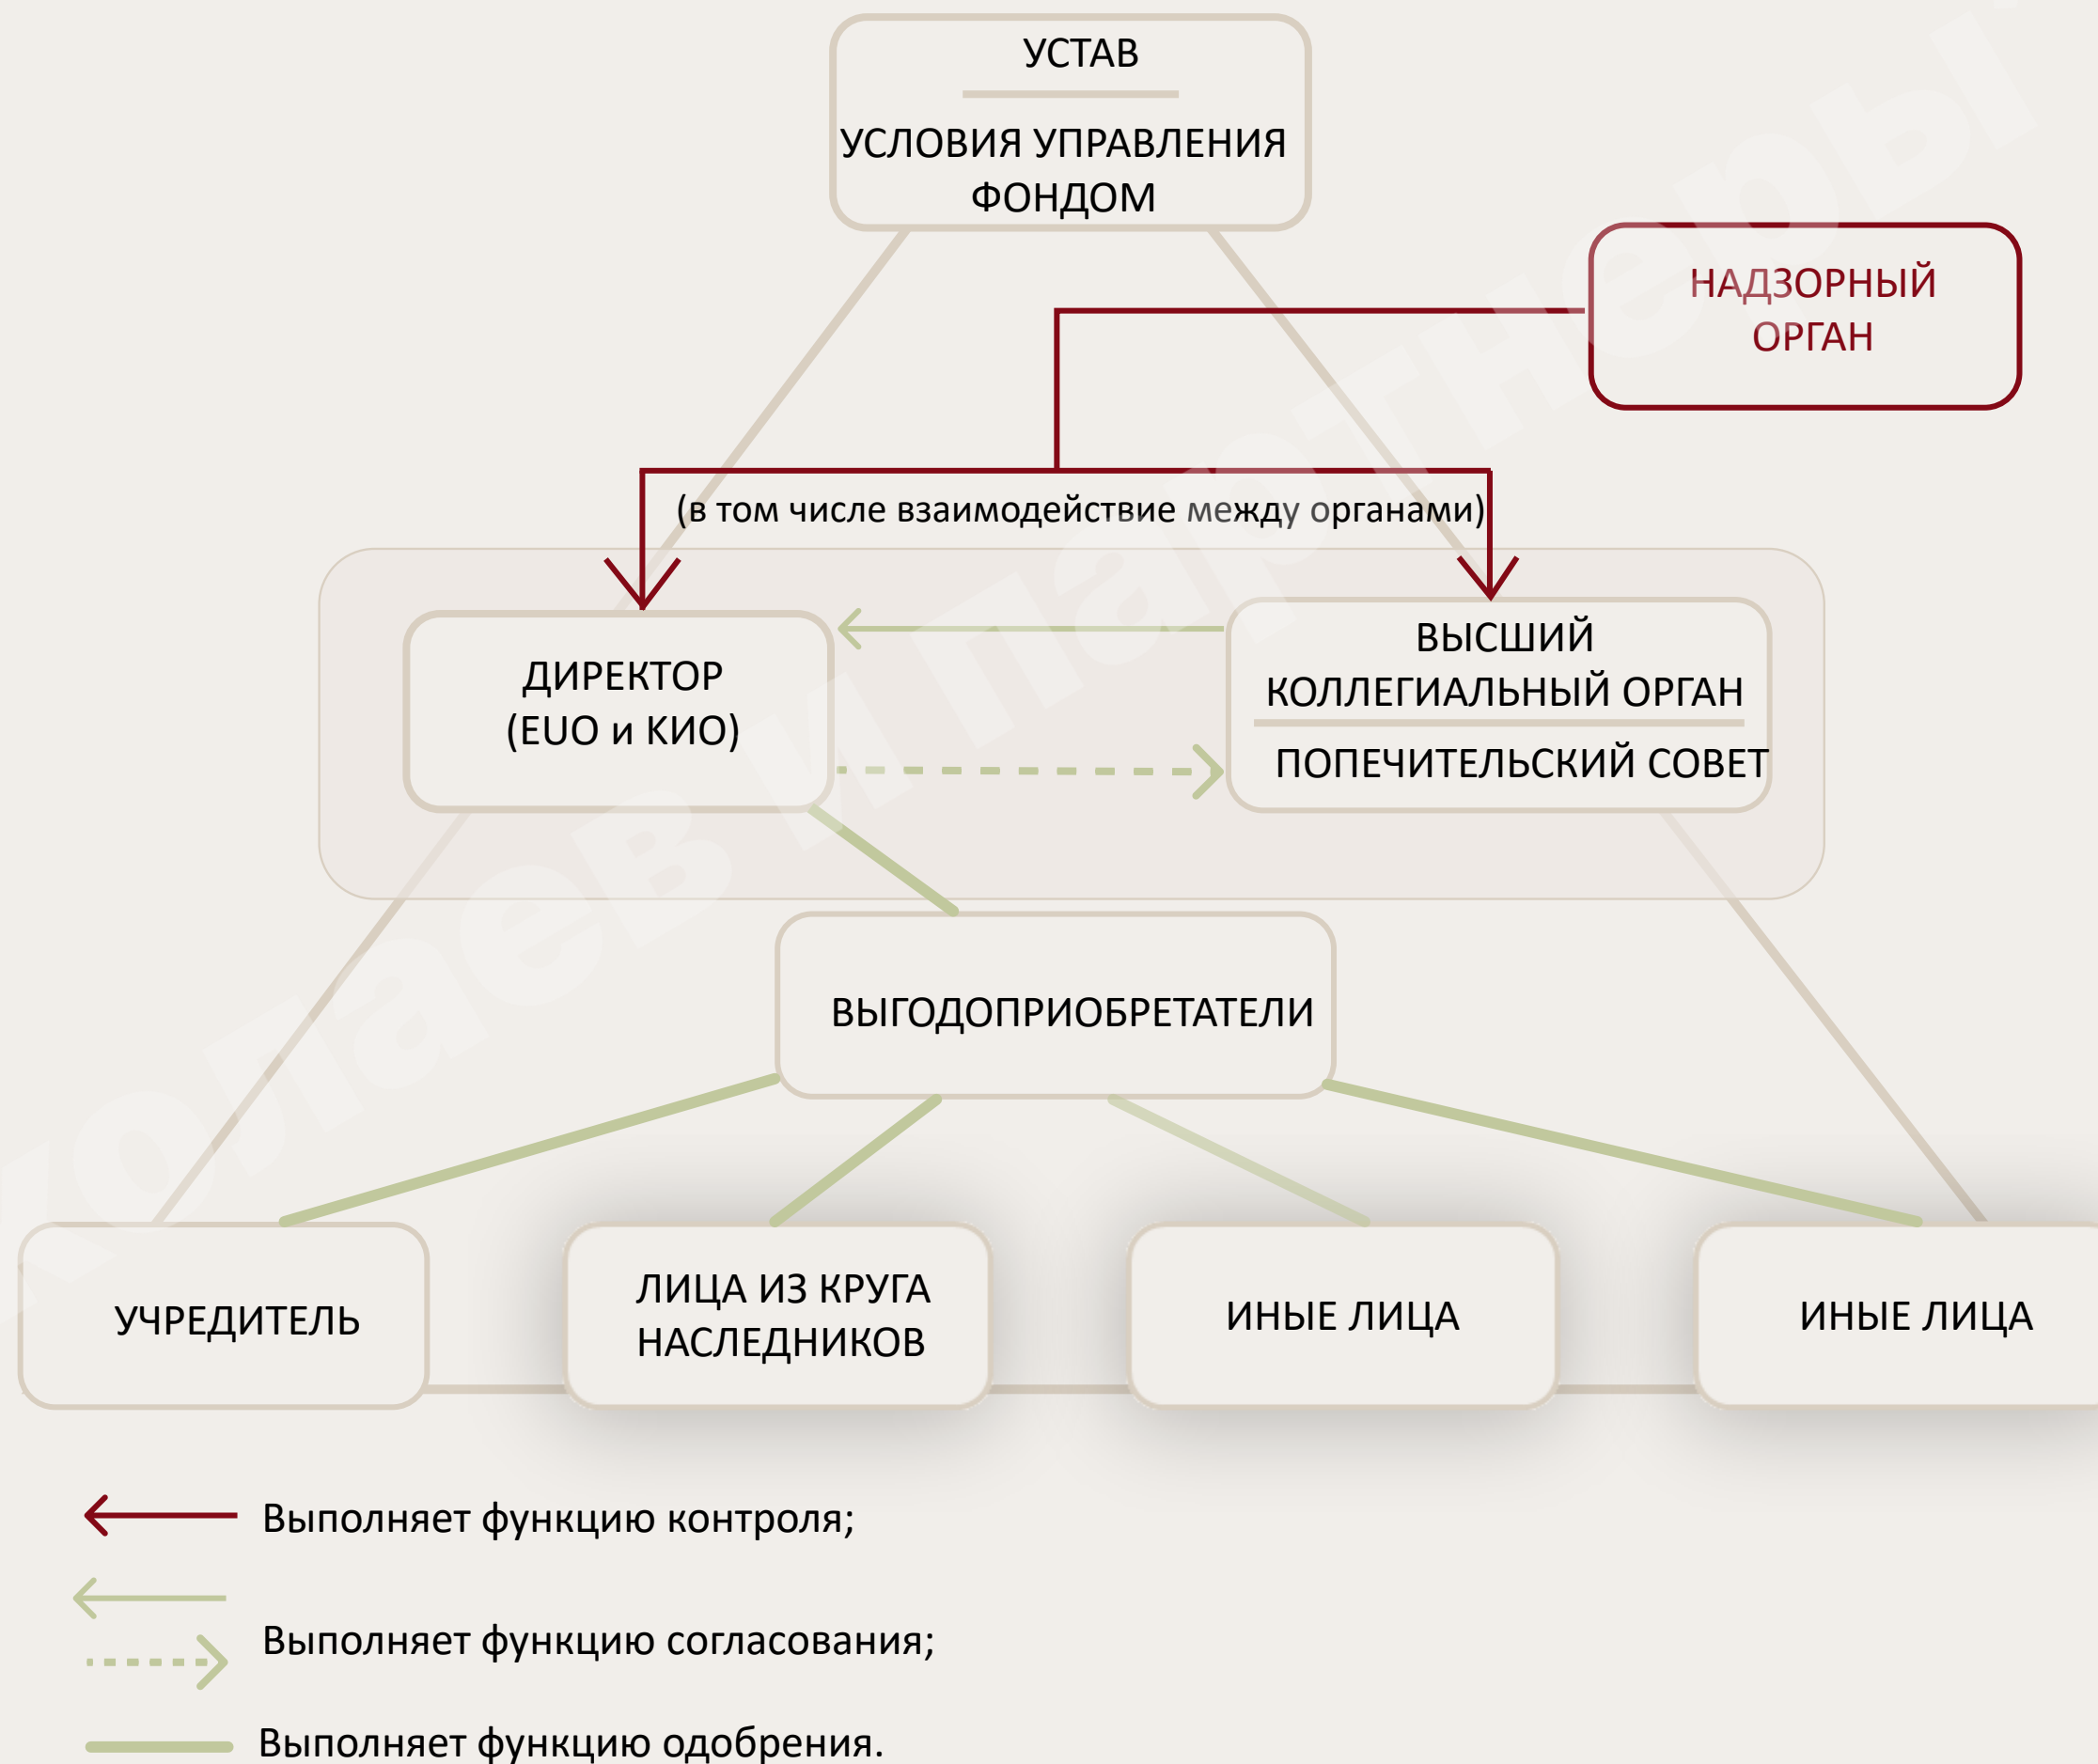 УСТАВ
УСЛОВИЯ УПРАВЛЕНИЯ
ФОНДОМ
НАДЗОРНЫЙ
ОРГАН
(в том числе взаимодействие между органами)
ДИРЕКТОР
(EUO и КИО)
ВЫСШИЙ
КОЛЛЕГИАЛЬНЫЙ ОРГАН
ПОПЕЧИТЕЛЬСКИЙ СОВЕТ
ВЫГОДОПРИОБРЕТАТЕЛИ
УЧРЕДИТЕЛЬ
ЛИЦА ИЗ КРУГА
НАСЛЕДНИКОВ
ИНЫЕ ЛИЦА
ИНЫЕ ЛИЦА
Выполняет функцию контроля;
Выполняет функцию согласования;
Выполняет функцию одобрения.
колаев и партнеры